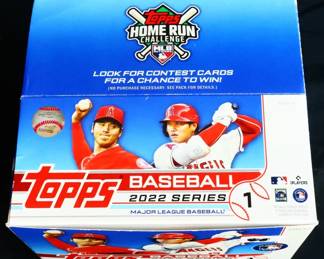 Topps
HOME RUN
CHALLENGE
MLB
LOOK FOR CONTEST CARDS
FOR A CHANCE TO WIN!
(NO PURCHASE NECESSARY. SEE PACK FOR DETAILS.)
topps
BASEBALL
2022 SERIES 1
MAJOR LEAGUE BASEBALL
PLAYERS